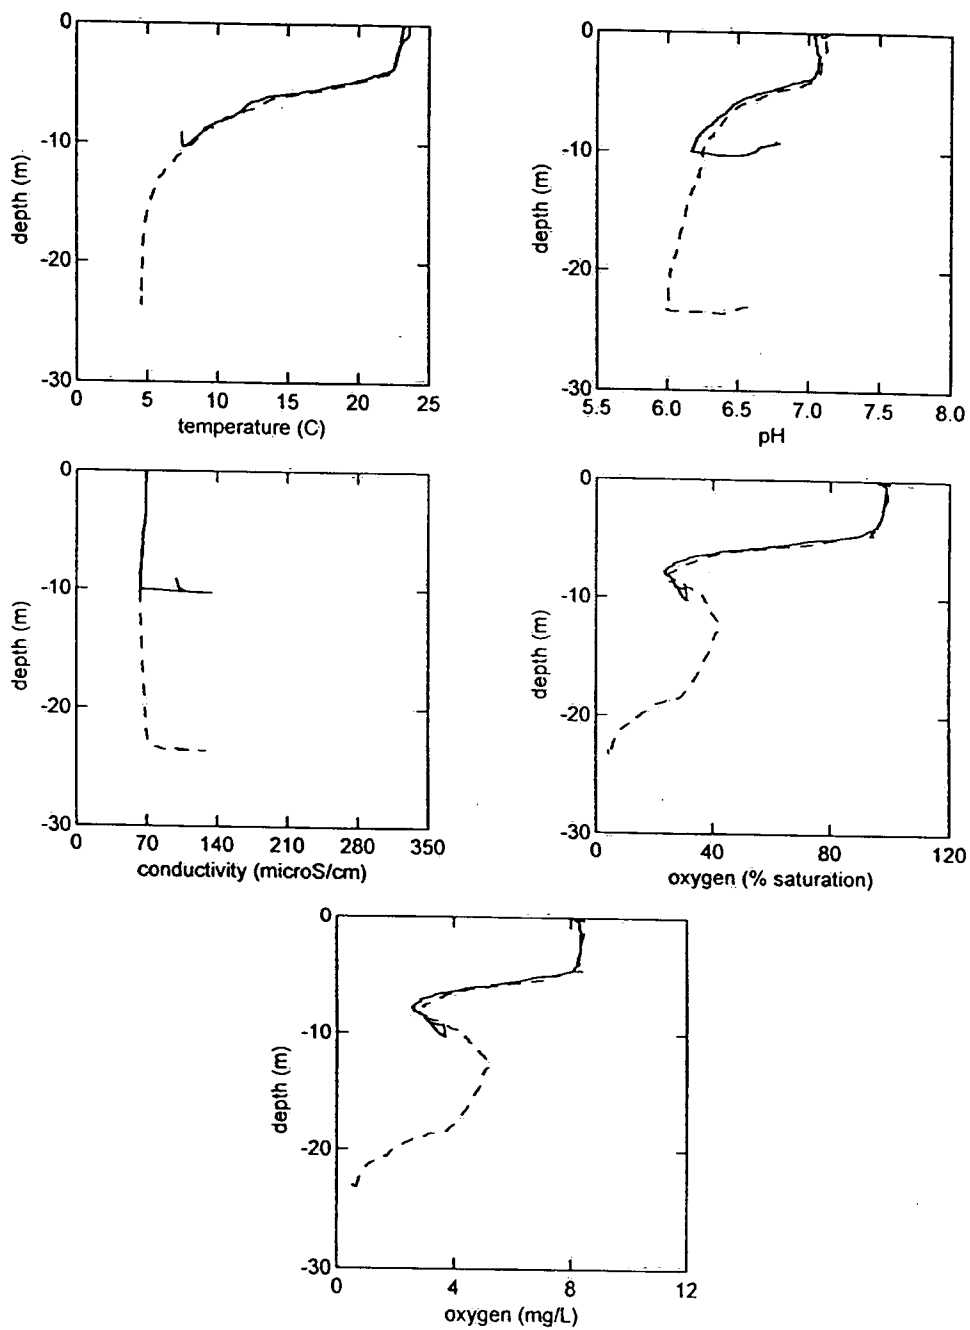 0
-10
-20
-30
depth (m)
0 5 10 15 20 25
temperature (C)
0
-10
-20
-30
depth (m)
5.5 6.0 6.5 7.0 7.5 8.0
pH
0
-10
-20
-30
depth (m)
0 70 140 210 280 350
conductivity (microS/cm)
0
-10
-20
-30
depth (m)
0 40 80 120
oxygen (% saturation)
0
-10
-20
-30
depth (m)
0 4 8 12
oxygen (mg/L)